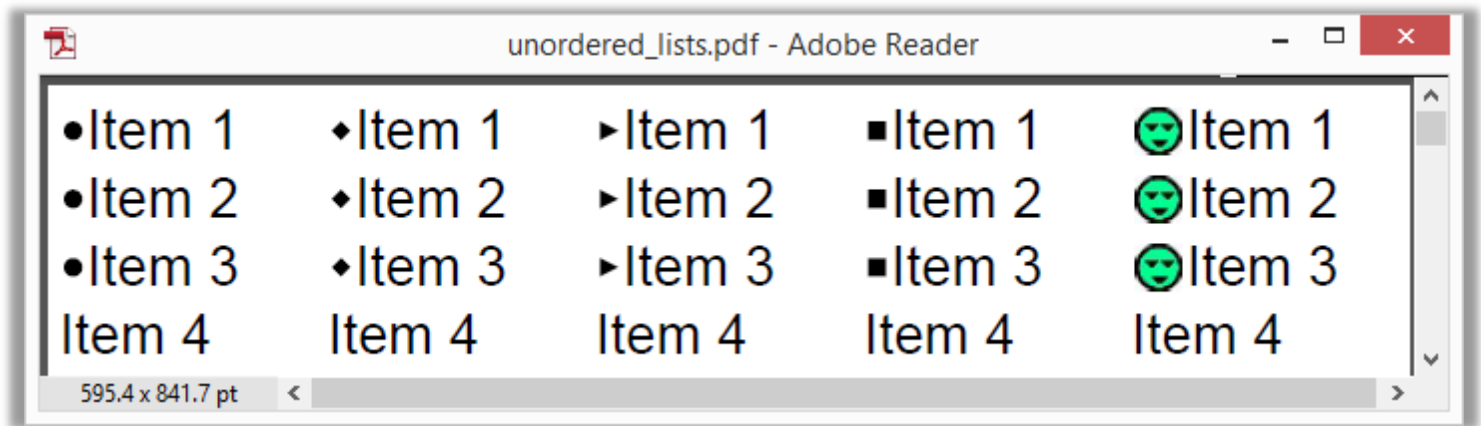 unordered_lists.pdf - Adobe Reader
●Item 1 ◆Item 1 ►Item 1 ■Item 1 Item 1
●Item 2 ◆Item 2 ►Item 2 ■Item 2 Item 2
●Item 3 ◆Item 3 ►Item 3 ■Item 3 Item 3
Item 4 Item 4 Item 4 Item 4 Item 4
595.4 x 841.7 pt